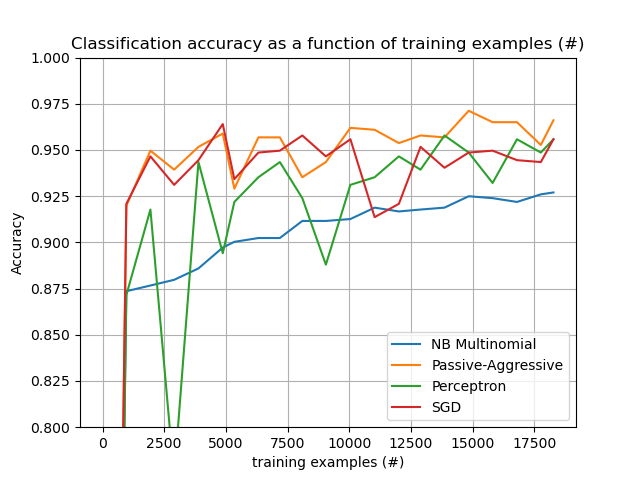 Classification accuracy as a function of training examples (#)
1.000
0.975
0.950
0.925
0.900
0.875
0.850
0.825
0.800
Accuracy
NB Multinomial
Passive-Aggressive
Perceptron
SGD
0 2500 5000 7500 10000 12500 15000 17500
training examples (#)